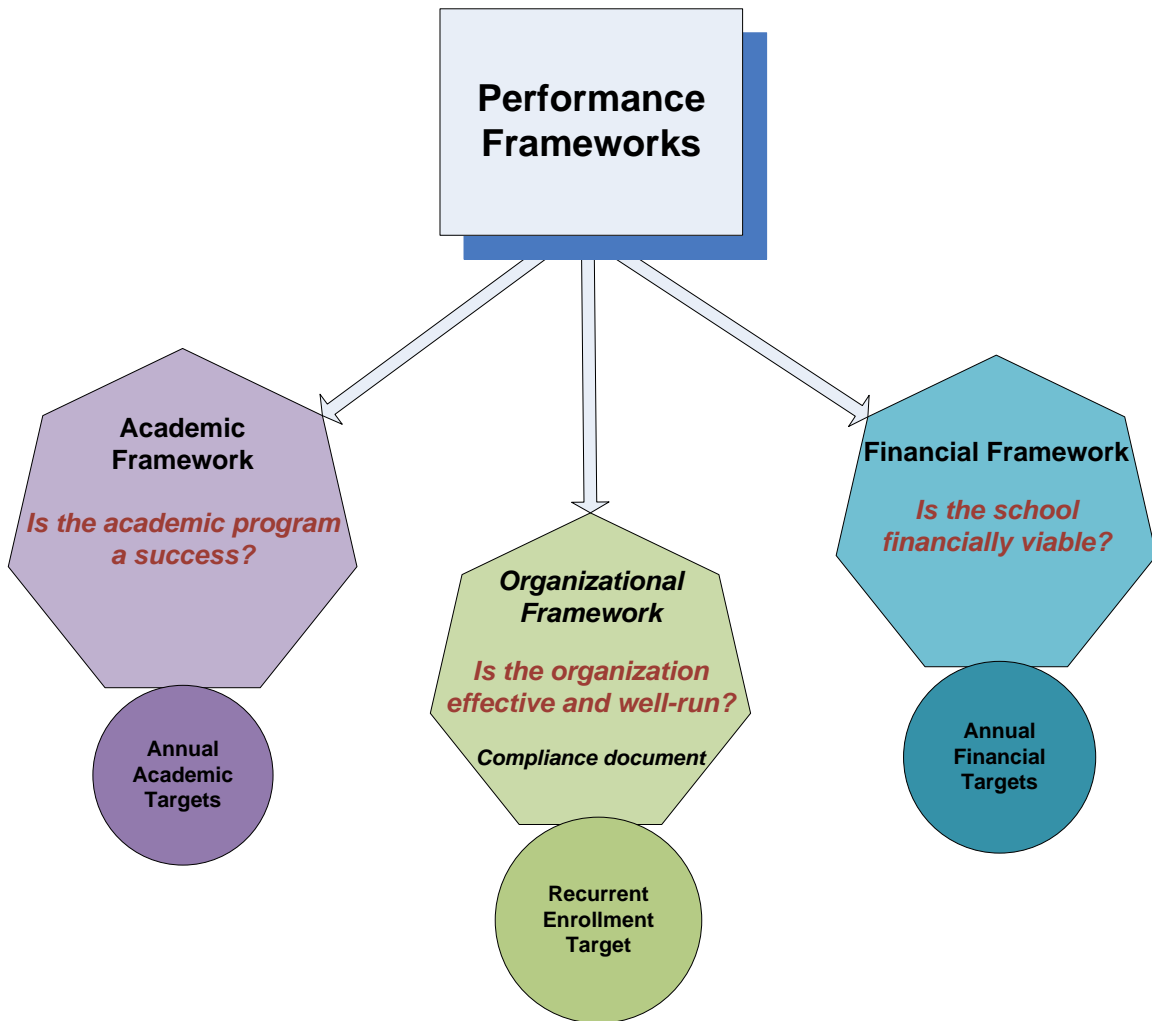 Performance
Frameworks
Academic
Framework
Is the academic program
a success?
Annual
Academic
Targets
Organizational
Framework
Is the organization
effective and well-run?
Compliance document
Recurrent
Enrollment
Target
Financial Framework
Is the school
financially viable?
Annual
Financial
Targets